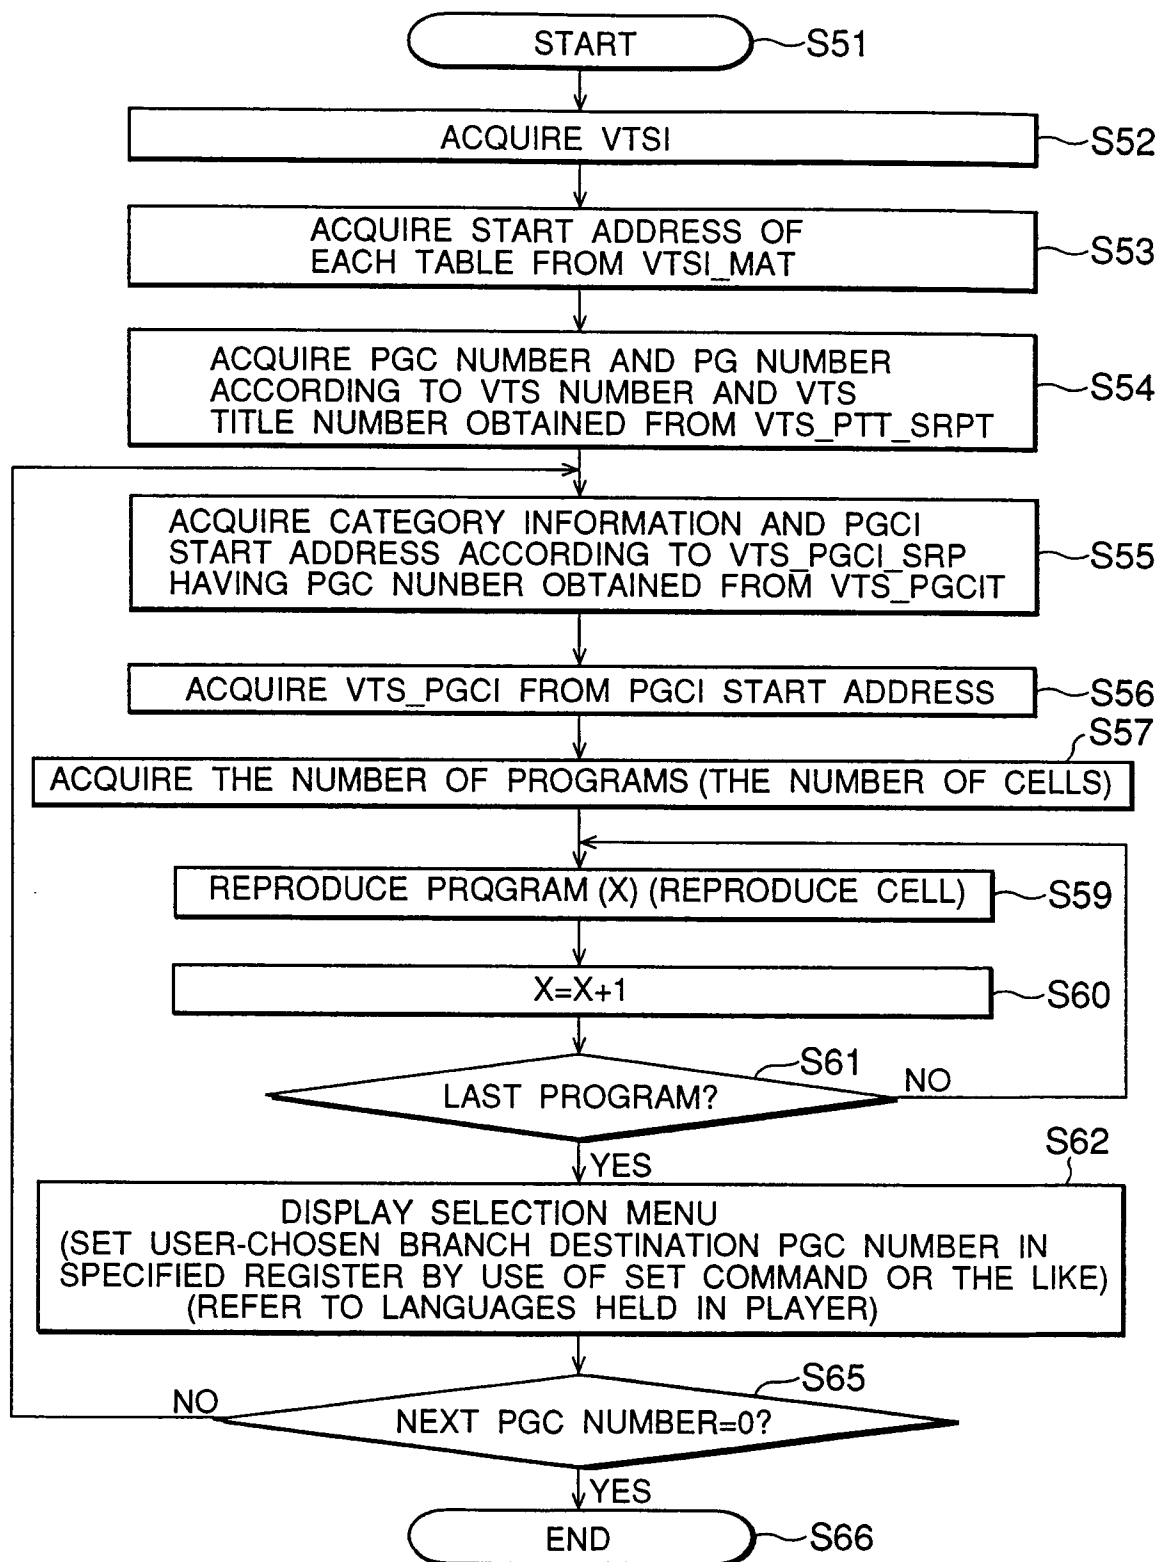 START
S51
ACQUIRE VTSI
S52
ACQUIRE START ADDRESS OF
EACH TABLE FROM VTSI_MAT
S53
ACQUIRE PGC NUMBER AND PG NUMBER
ACCORDING TO VTS NUMBER AND VTS
TITLE NUMBER OBTAINED FROM VTS_PTT_SRPT
S54
ACQUIRE CATEGORY INFORMATION AND PGCI
START ADDRESS ACCORDING TO VTS_PGCI_SRP
HAVING PGC NUNBER OBTAINED FROM VTS_PGCIT
S55
ACQUIRE VTS_PGCI FROM PGCI START ADDRESS
S56
S57
ACQUIRE THE NUMBER OF PROGRAMS (THE NUMBER OF CELLS)
REPRODUCE PRQGRAM (X) (REPRODUCE CELL)
S59
X=X+1
S60
S61
LAST PROGRAM?
NO
YES
S62
DISPLAY SELECTION MENU
(SET USER-CHOSEN BRANCH DESTINATION PGC NUMBER IN
SPECIFIED REGISTER BY USE OF SET COMMAND OR THE LIKE)
(REFER TO LANGUAGES HELD IN PLAYER)
S65
NO
NEXT PGC NUMBER=0?
YES
END
S66